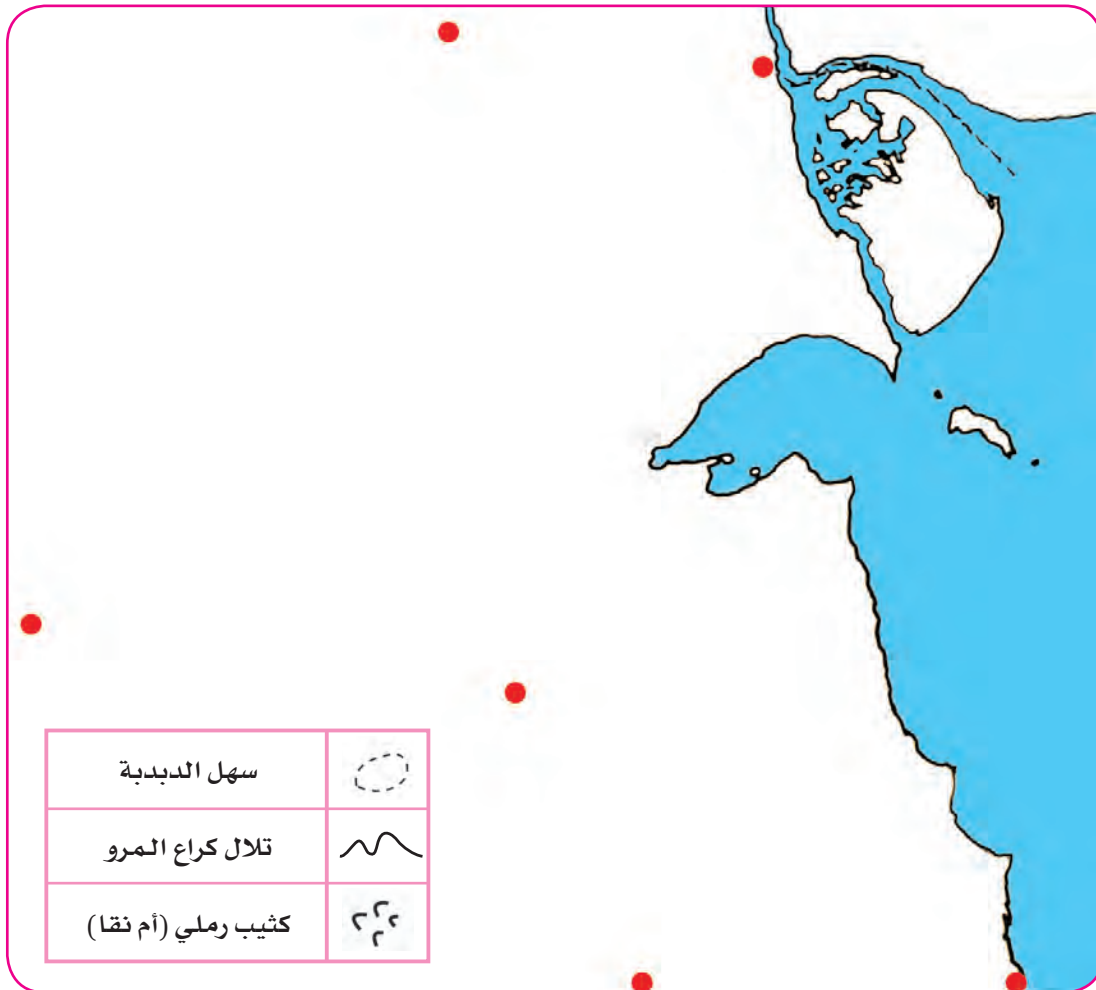 سهل الدبدبة
تلال كراع المرو
كثيب رملي (أم نقا)